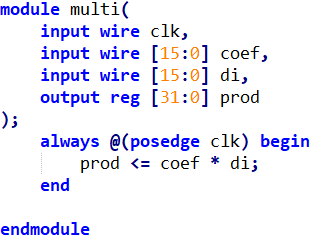 module multi(
    input wire clk,
    input wire [15:0] coef,
    input wire [15:0] di,
    output reg [31:0] prod
);
    always @(posedge clk) begin
        prod <= coef * di;
    end
endmodule